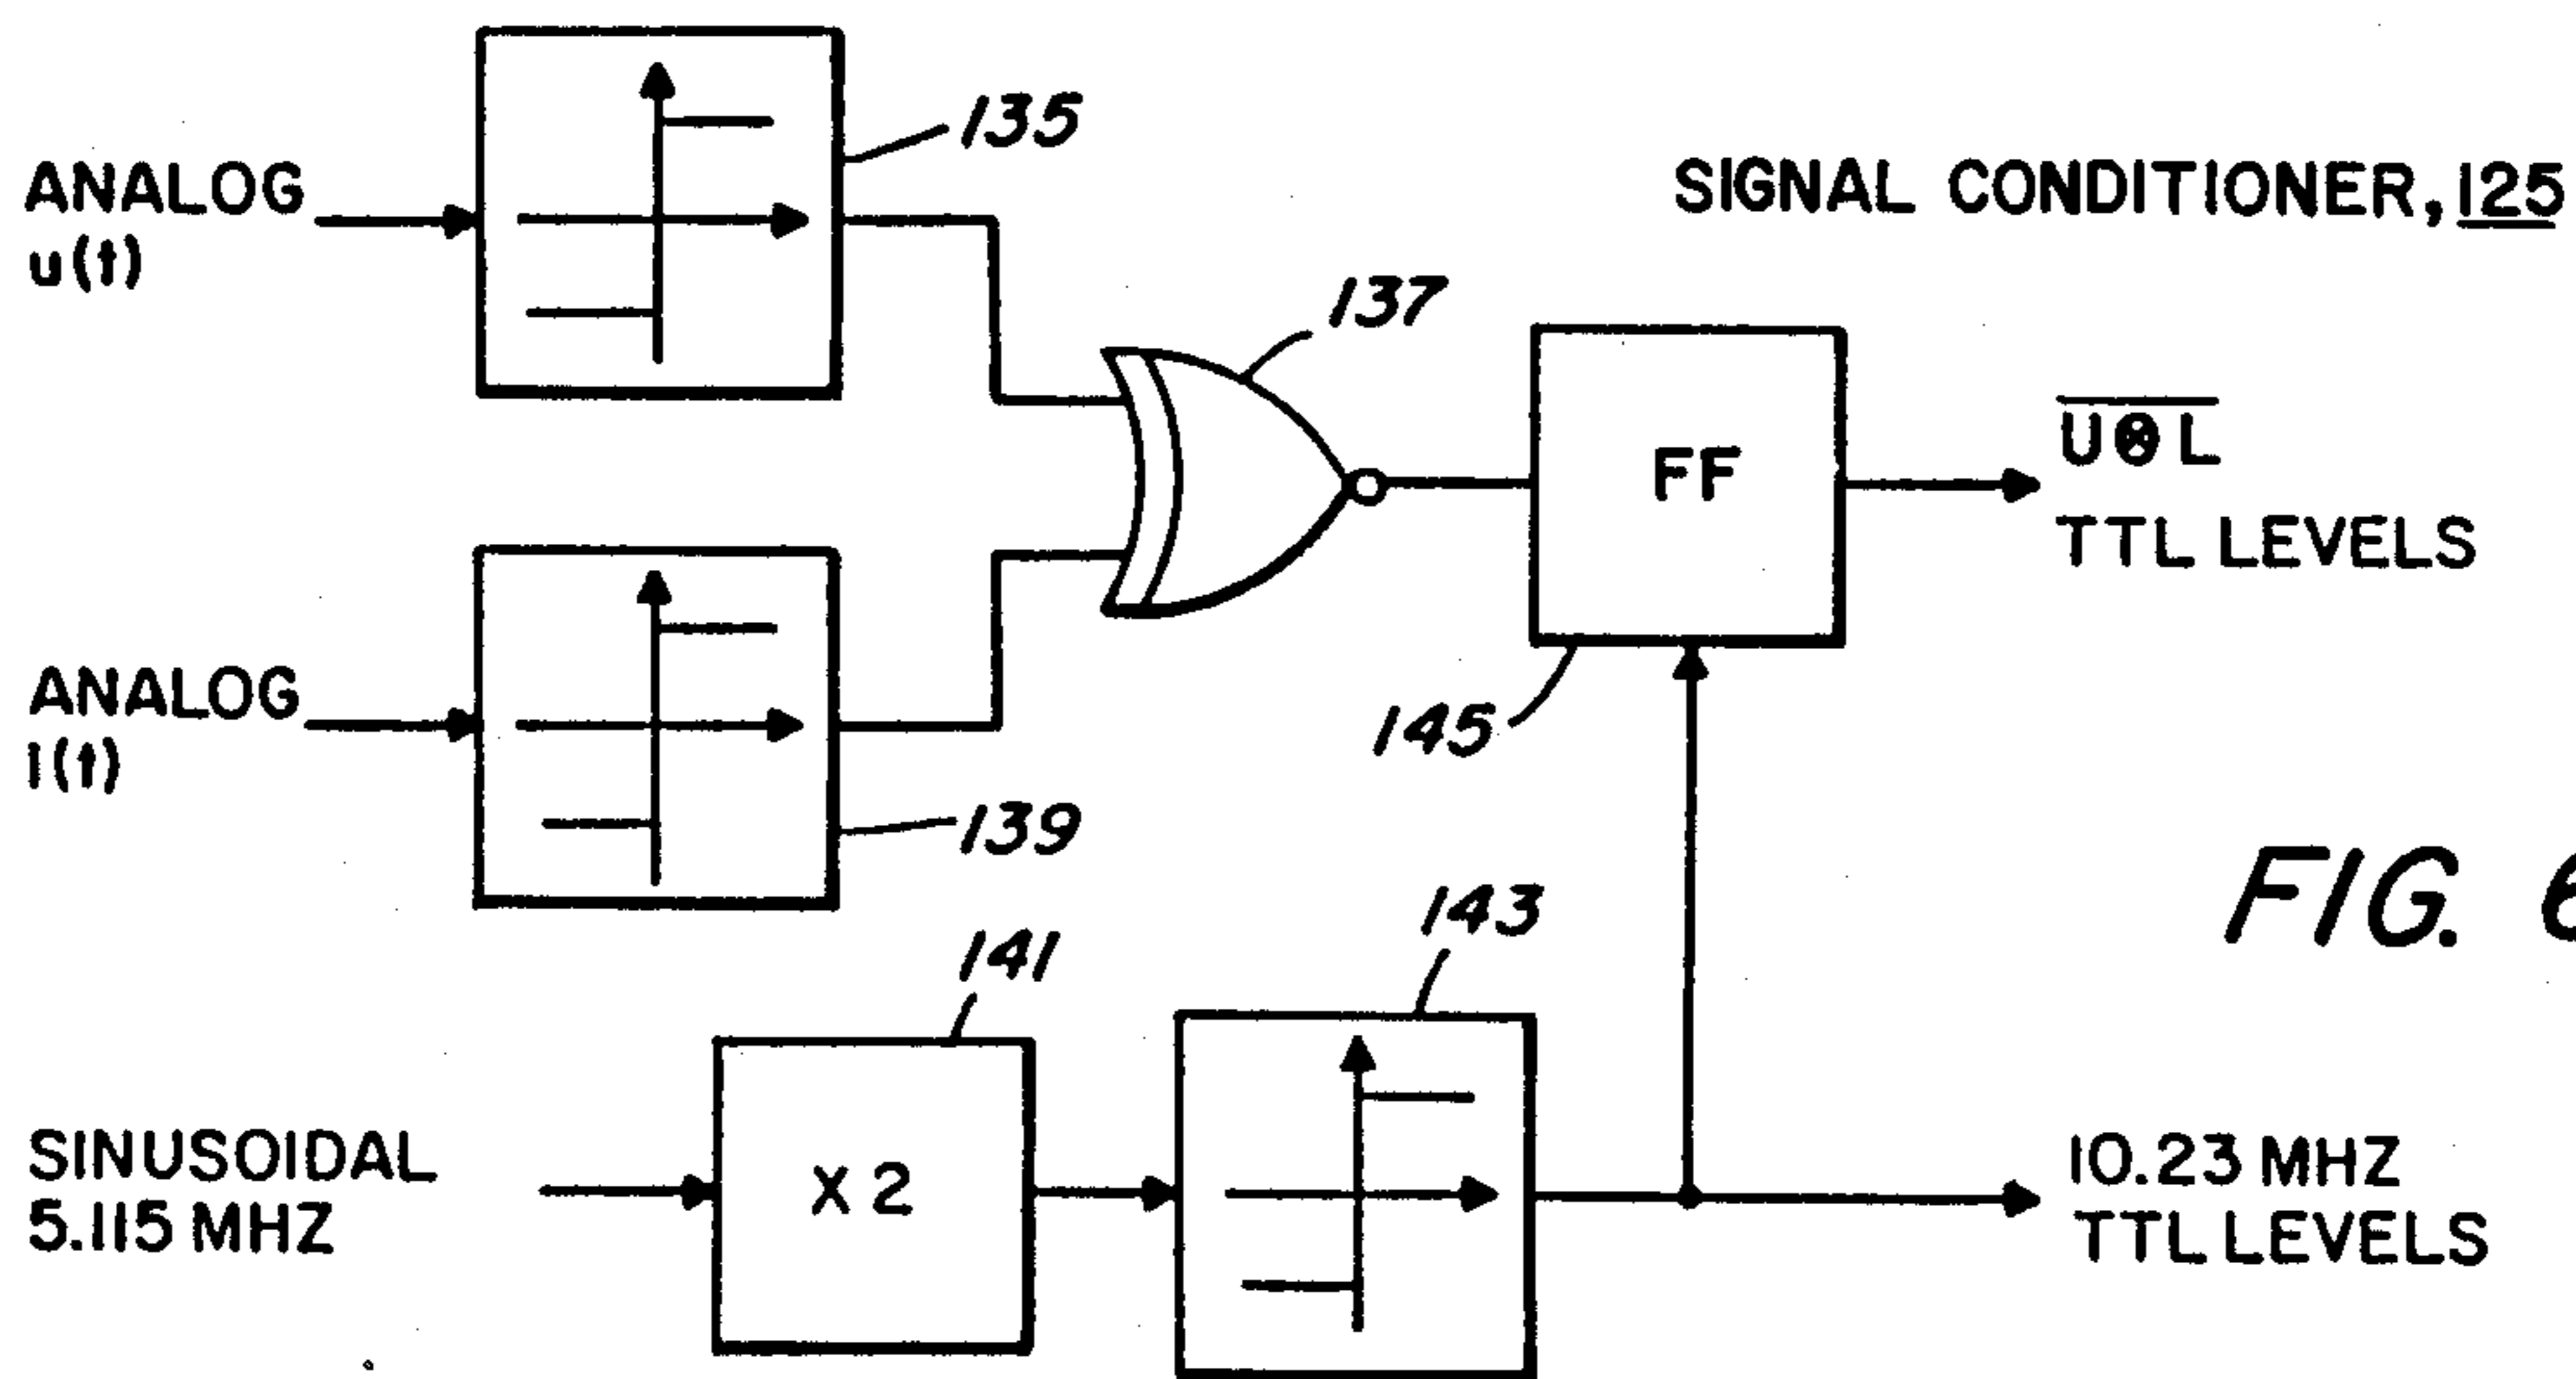 ANALOG
u(t)
135
SIGNAL CONDITIONER, 125
137
FF
U⊗L
TTL LEVELS
ANALOG
l(t)
139
145
FIG. 6
141
143
SINUSOIDAL
5.115 MHZ
X 2
10.23 MHZ
TTL LEVELS